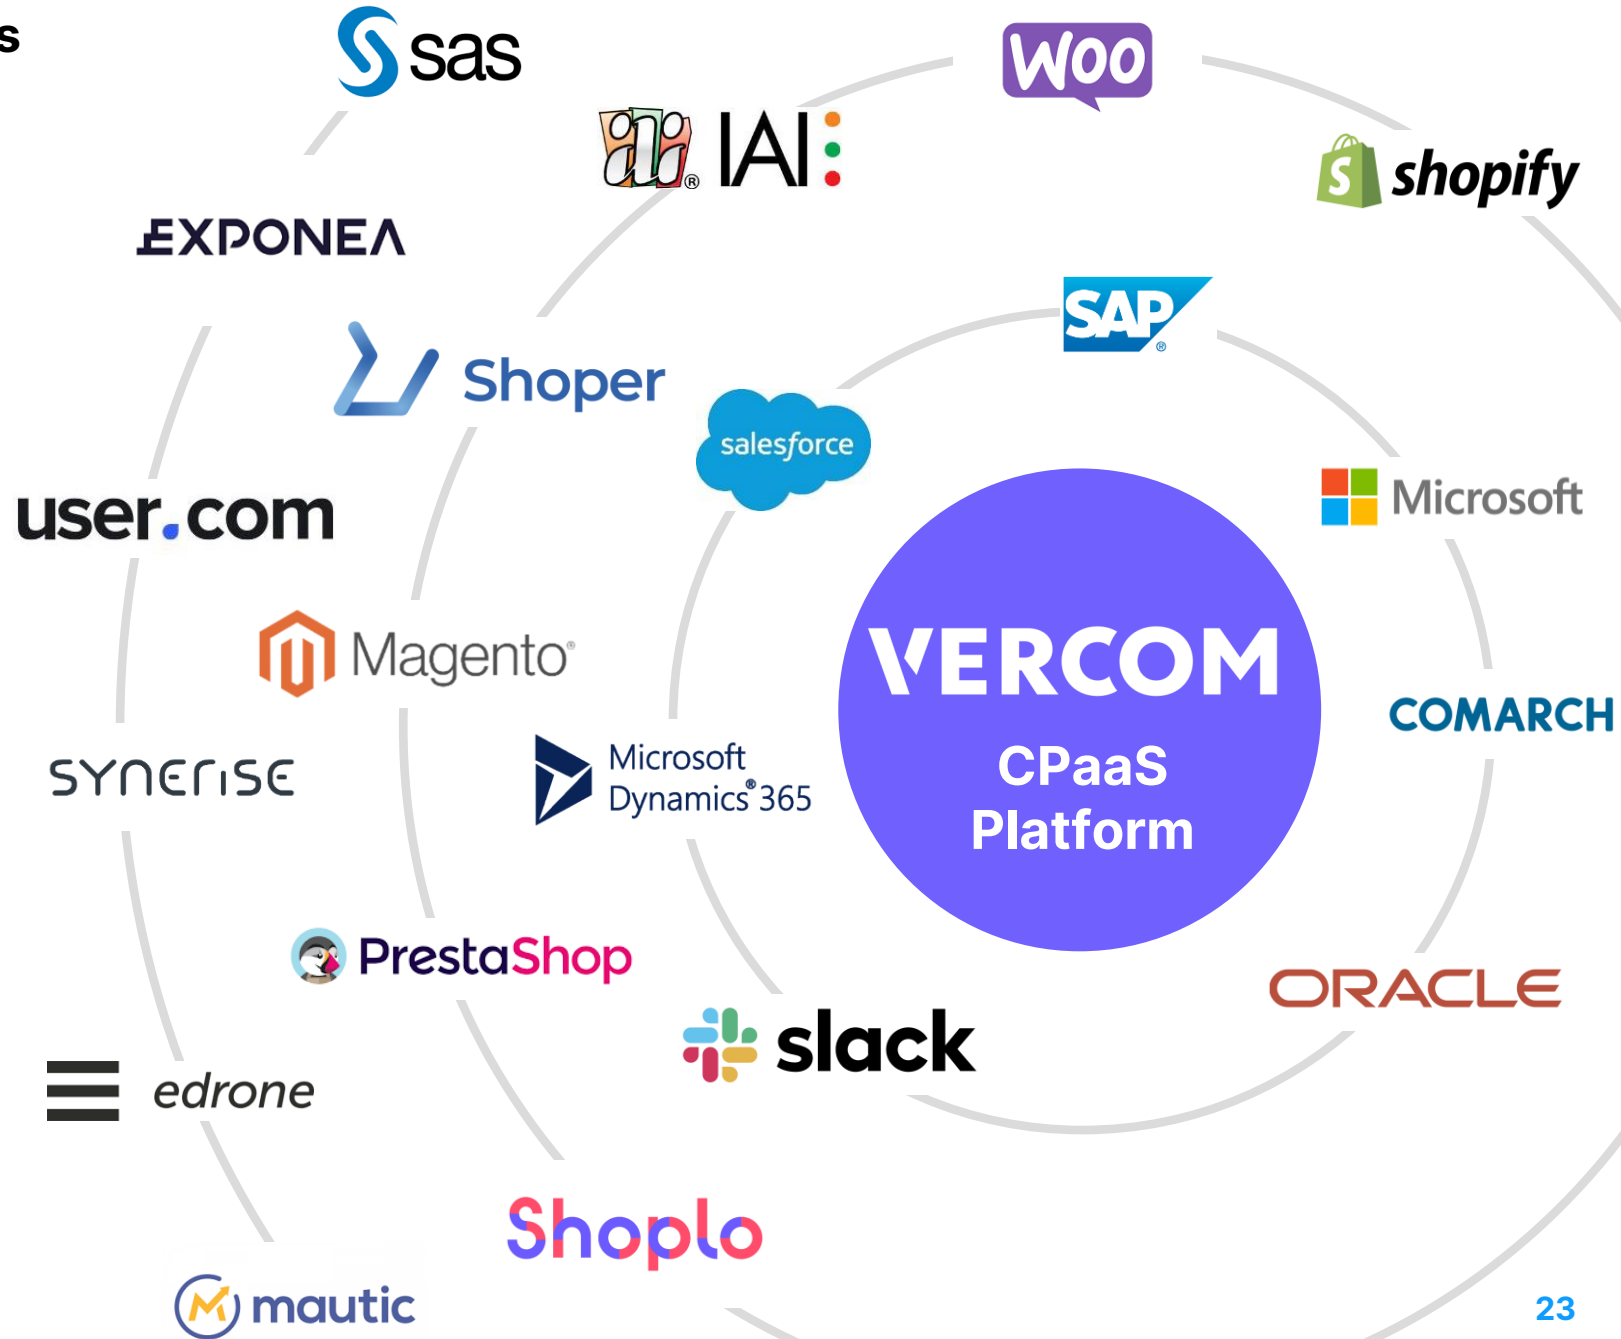 s
sas
WOO
IAI
shopify
EXPONEA
SAP
Shoper
salesforce
Microsoft
user.com
VERCOM
Magento
COMARCH
CPaaS
Platform
SYNERISE
Microsoft
Dynamics® 365
PrestaShop
ORACLE
slack
edrone
Shoplo
mautic
23